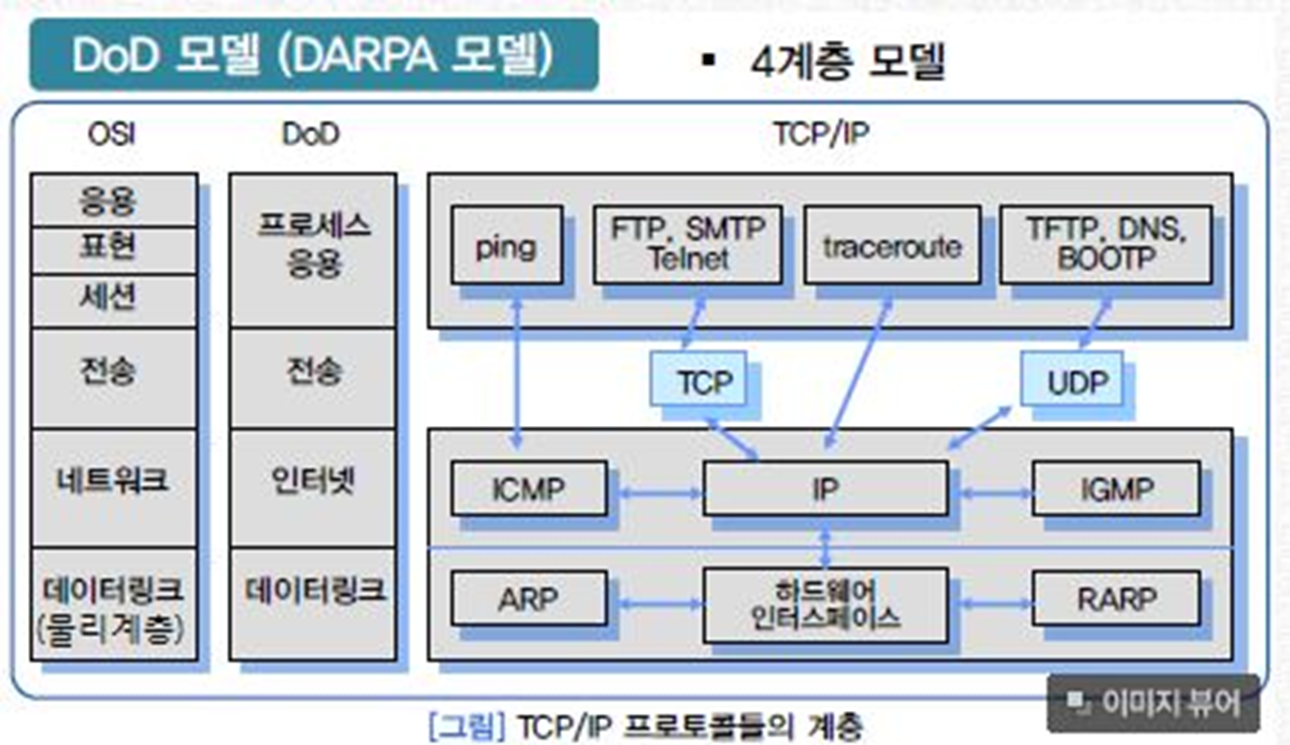 DoD 모델 (DARPA 모델)
▪ 4계층 모델
OSI
DoD
TCP/IP
응용
표현
세션
전송
네트워크
데이터링크
(물리계층)
프로세스
응용
전송
인터넷
데이터링크
ping
FTP, SMTP
Telnet
traceroute
TFTP, DNS,
BOOTP
TCP
UDP
ICMP
IP
IGMP
ARP
하드웨어
인터스페이스
RARP
이미지 뷰어
[그림] TCP/IP 프로토콜들의 계층